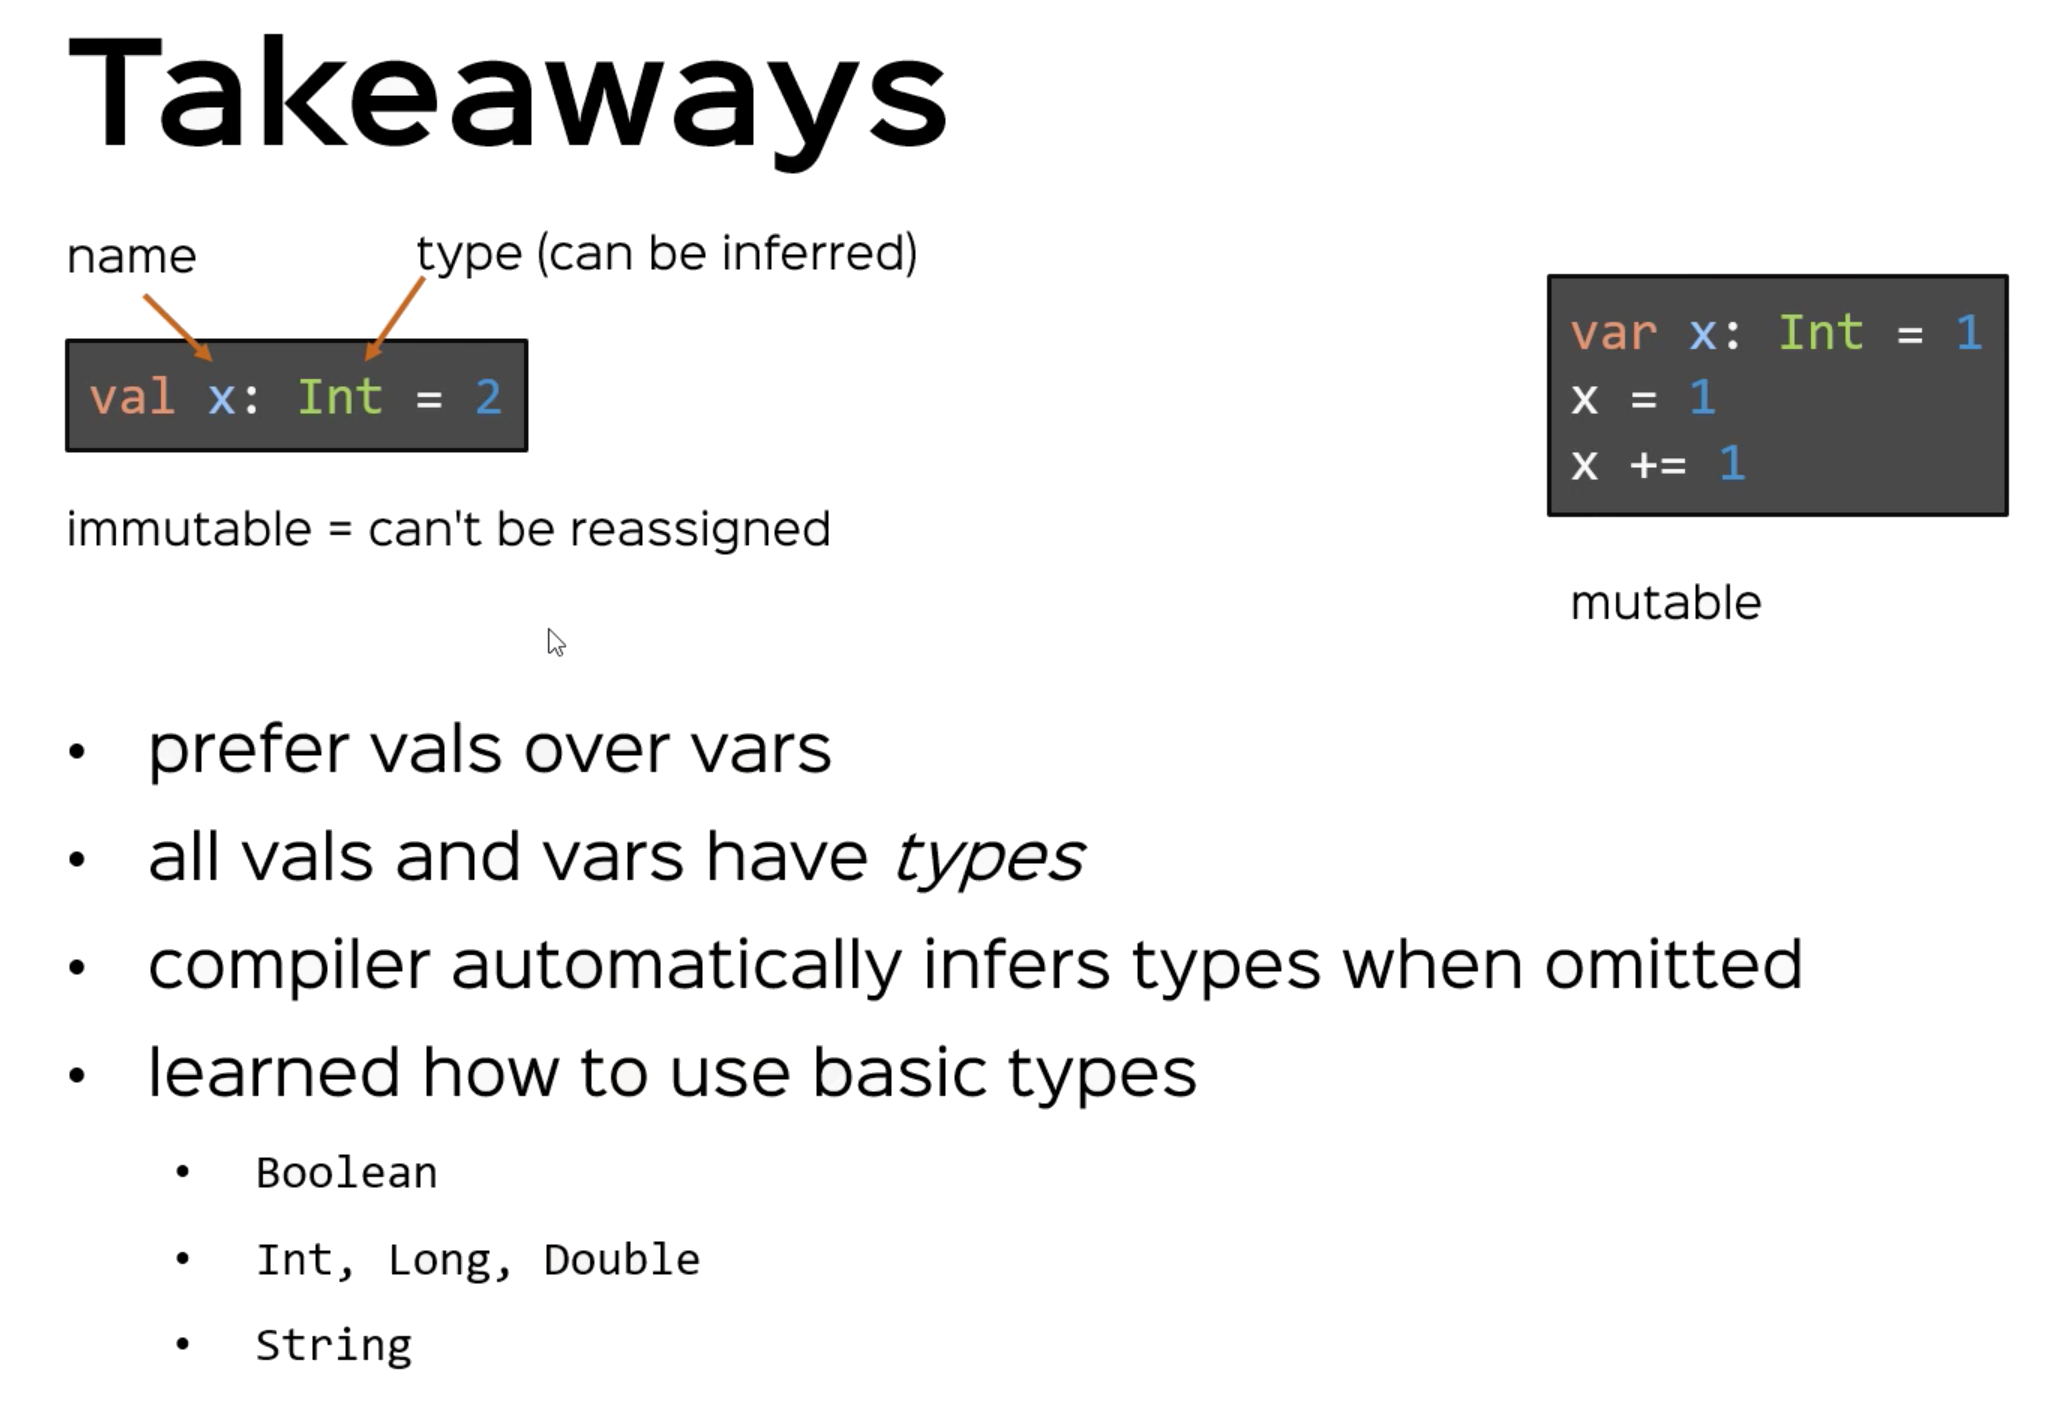 Takeaways
name
type (can be inferred)
val x: Int = 2
immutable = can't be reassigned
var x: Int = 1
x = 1
x += 1
mutable
• prefer vals over vars
• all vals and vars have types
• compiler automatically infers types when omitted
• learned how to use basic types
• Boolean
• Int, Long, Double
• String